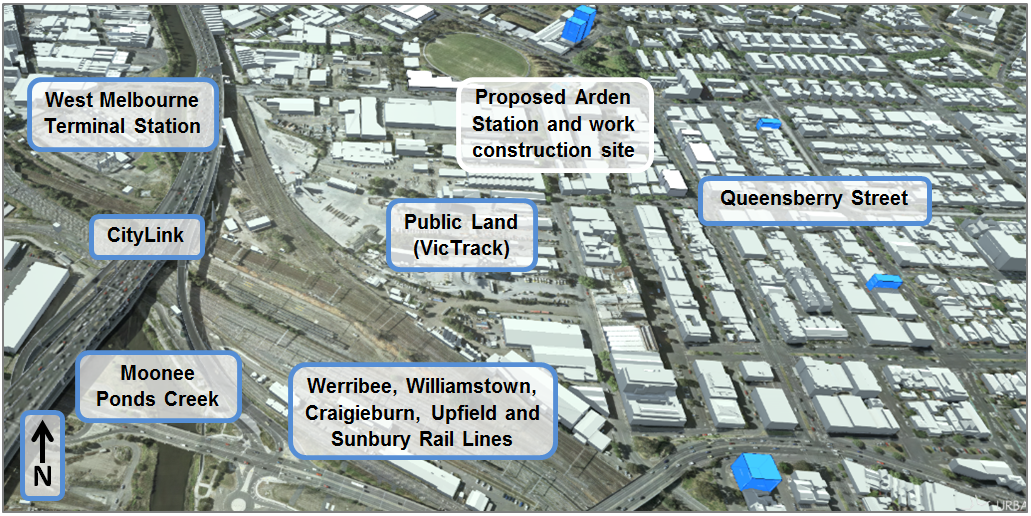 West Melbourne
Terminal Station
Proposed Arden
Station and work
construction site
Queensberry Street
Public Land
(VicTrack)
CityLink
Moonee
Ponds Creek
Werribee, Williamstown,
Craigieburn, Upfield and
Sunbury Rail Lines
N
URBA